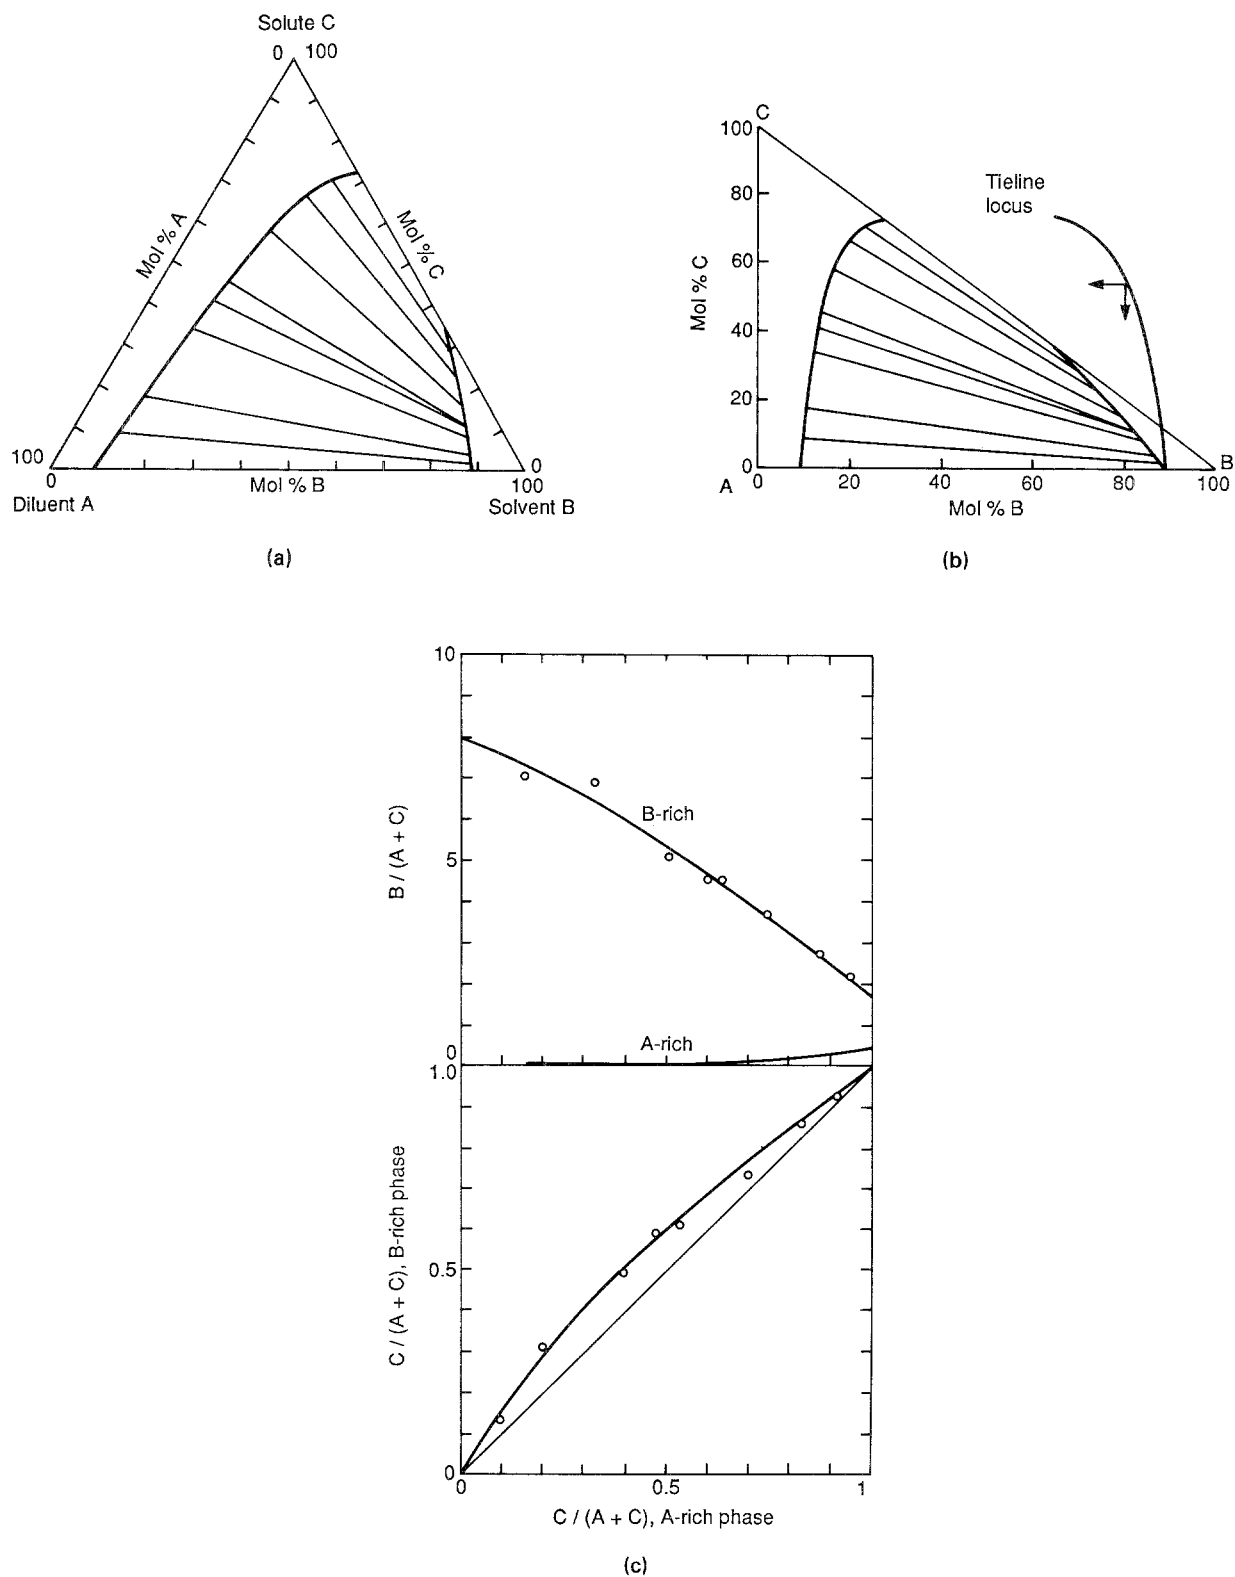 Solute C
0 100
Mol % A
Mol % C
100
0
0
Mol % B
100
Diluent A
Solvent B
(a)
C
100
80
60
40
20
0
Mol % C
Tieline
locus
A
0
20
40
60
80
100
B
Mol % B
(b)
10
5
0
B / (A + C)
B-rich
A-rich
1.0
0.5
0
C / (A + C), B-rich phase
0
0.5
1
C / (A + C), A-rich phase
(c)